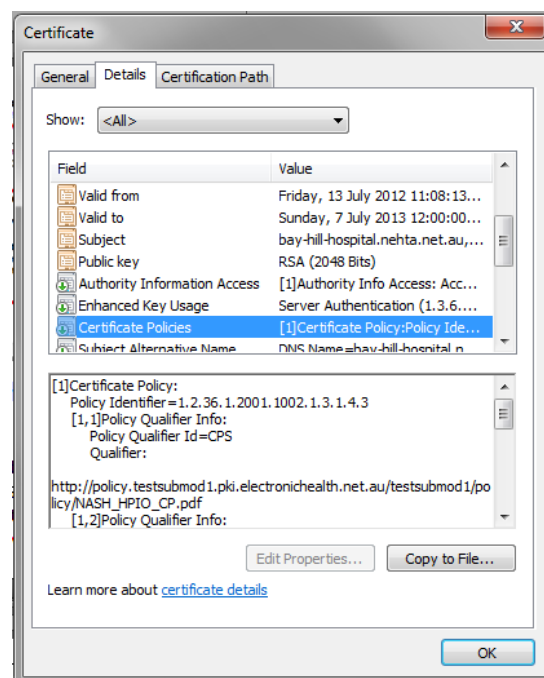 Certificate
General Details Certification Path
Show: <All>
Field Value
Valid from Friday, 13 July 2012 11:08:13...
Valid to Sunday, 7 July 2013 12:00:00...
Subject bay-hill-hospital.nehta.net.au,...
Public key RSA (2048 Bits)
Authority Information Access [1]Authority Info Access: Acc...
Enhanced Key Usage Server Authentication (1.3.6....
Certificate Policies [1]Certificate Policy:Policy Ide...
Subject Alternative Name DNS Name=bay-hill-hospital.n
[1]Certificate Policy:
Policy Identifier=1.2.36.1.2001.1002.1.3.1.4.3
[1,1]Policy Qualifier Info:
Policy Qualifier Id=CPS
Qualifier:
http://policy.testsubmod1.pki.electronichealth.net.au/testsubmod1/po
licy/NASH_HPIO_CP.pdf
[1,2]Policy Qualifier Info:
Edit Properties... Copy to File...
Learn more about certificate details
OK